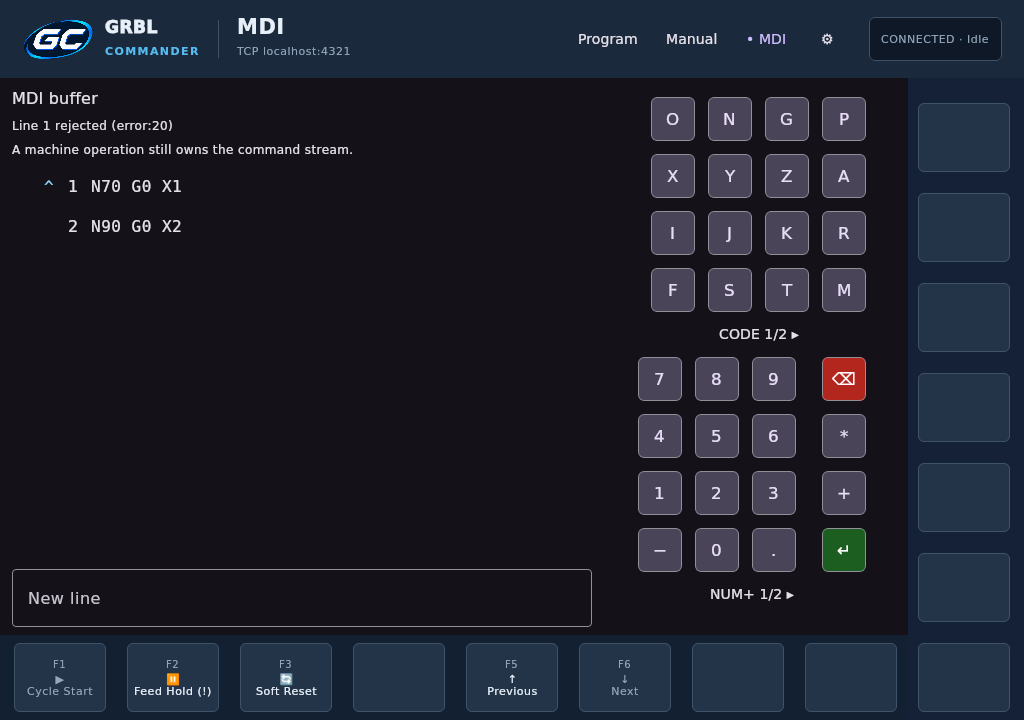 GC GRBL COMMANDER
MDI
TCP localhost:4321
Program Manual • MDI ⚙ CONNECTED · Idle
MDI buffer
Line 1 rejected (error:20)
A machine operation still owns the command stream.
^ 1 N70 G0 X1
2 N90 G0 X2
New line
O N G P
X Y Z A
I J K R
F S T M
CODE 1/2 ▸
7 8 9 ⌫
4 5 6 *
1 2 3 +
− 0 . ↵
NUM+ 1/2 ▸
F1 ▶ Cycle Start
F2 ⏸ Feed Hold (!)
F3 🔄 Soft Reset
F5 ↑ Previous
F6 ↓ Next